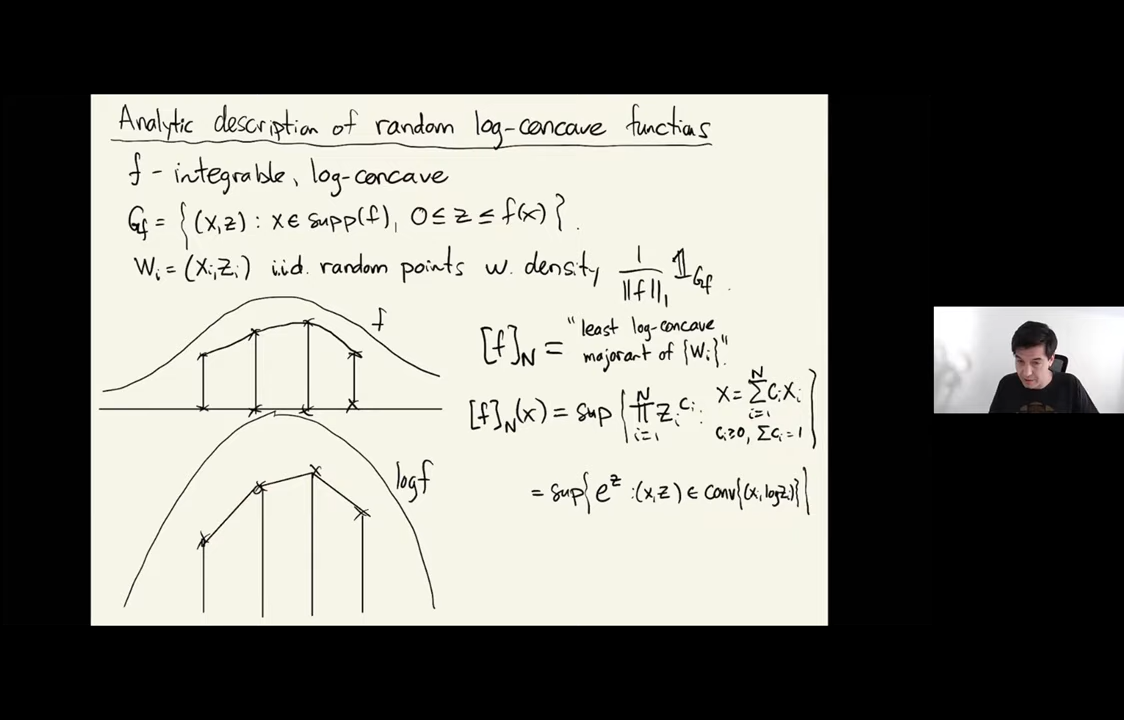 Analytic description of random log-concave functions
f - integrable, log-concave
G_f = {(x,z) : x ∈ supp(f), 0 ≤ z ≤ f(x)}.
W_i = (X_i, Z_i) i.i.d. random points w. density 1/||f||_1 𝟙_{G_f}.
f
[f]_N = "least log-concave
majorant of {W_i}".
[f]_N(x) = sup{ ∏_{i=1}^N Z_i^{c_i} : x = ∑_{i=1}^N c_i X_i
c_i ≥ 0, ∑c_i = 1 }
log f
= sup{ e^z : (x,z) ∈ conv{(X_i, log Z_i)} }